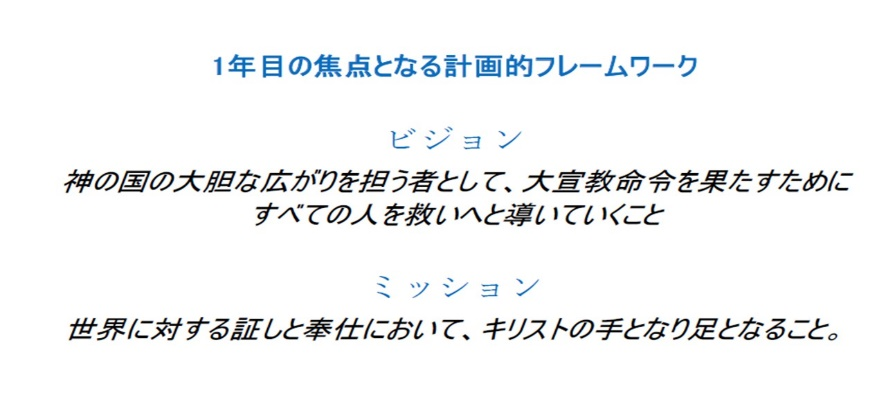 1年目の焦点となる計画的フレームワーク
ビジョン
神の国の大胆な広がりを担う者として、大宣教命令を果たすために
すべての人を救いへと導いていくこと
ミッション
世界に対する証しと奉仕において、キリストの手となり足となること。